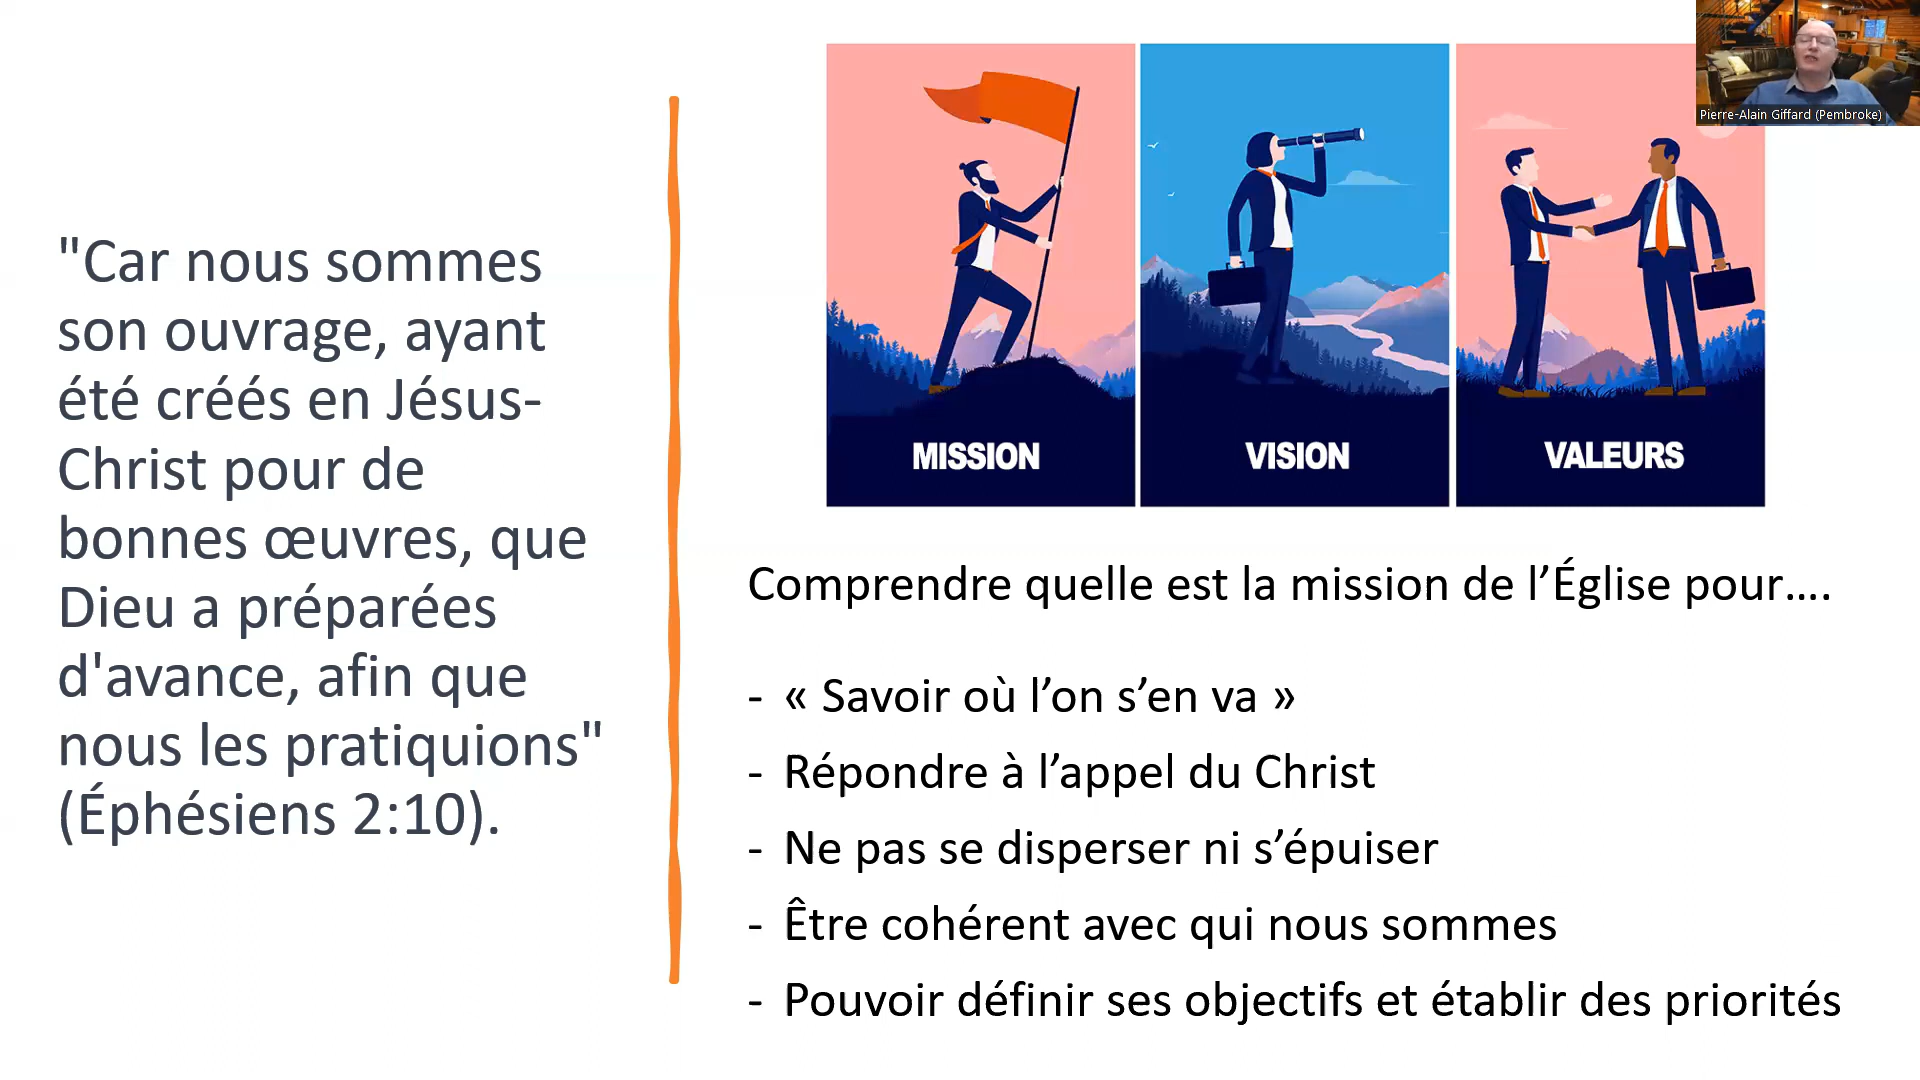 "Car nous sommes
son ouvrage, ayant
été créés en Jésus-
Christ pour de
bonnes œuvres, que
Dieu a préparées
d'avance, afin que
nous les pratiquions"
(Éphésiens 2:10).
MISSION
VISION
VALEURS
Pierre-Alain Giffard (Pembroke)
Comprendre quelle est la mission de l’Église pour….
- « Savoir où l’on s’en va »
- Répondre à l’appel du Christ
- Ne pas se disperser ni s’épuiser
- Être cohérent avec qui nous sommes
- Pouvoir définir ses objectifs et établir des priorités